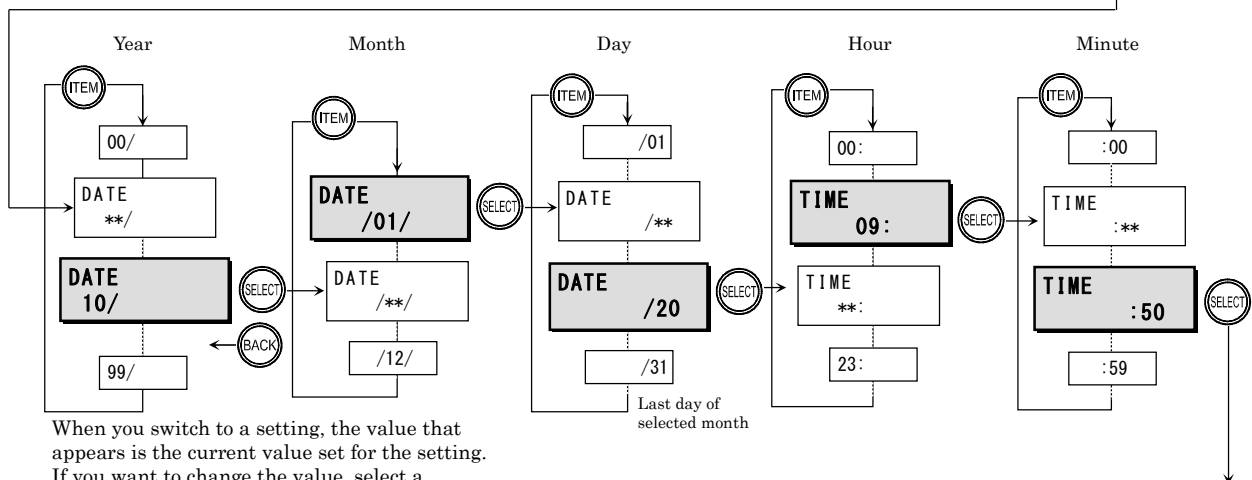 Year
Month
Day
Hour
Minute
ITEM
00/
DATE
**/
DATE
10/
SELECT
BACK
99/
ITEM
DATE
/01/
SELECT
DATE
/**/
/12/
ITEM
/01
DATE
/**
DATE
/20
SELECT
/31
Last day of
selected month
ITEM
00:
TIME
09:
SELECT
TIME
**:
23:
ITEM
:00
TIME
:**
TIME
:50
SELECT
:59
When you switch to a setting, the value that
appears is the current value set for the setting.
If you want to change the value, select a